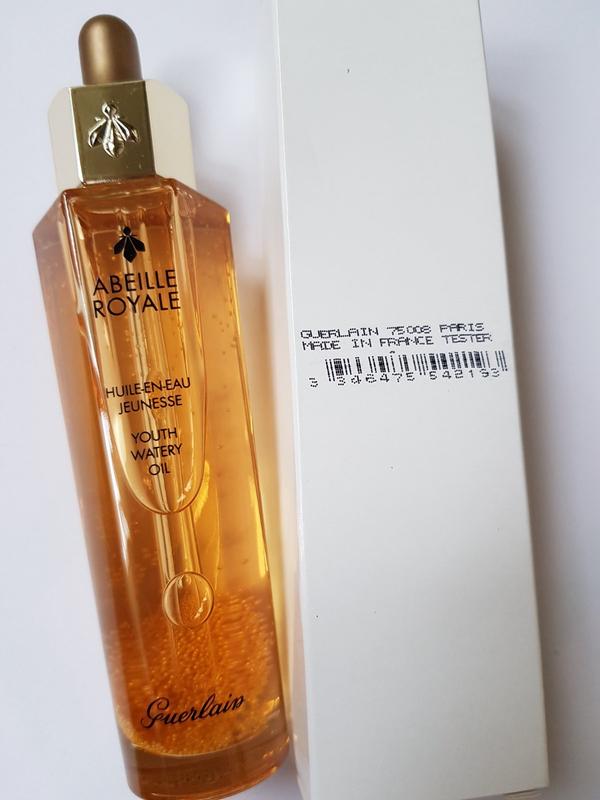 ABEILLE
ROYALE
HUILE-EN-EAU
JEUNESSE
YOUTH
WATERY
OIL
Guerlain
GUERLAIN 75008 PARIS
MADE IN FRANCE TESTER
3 346475 542193